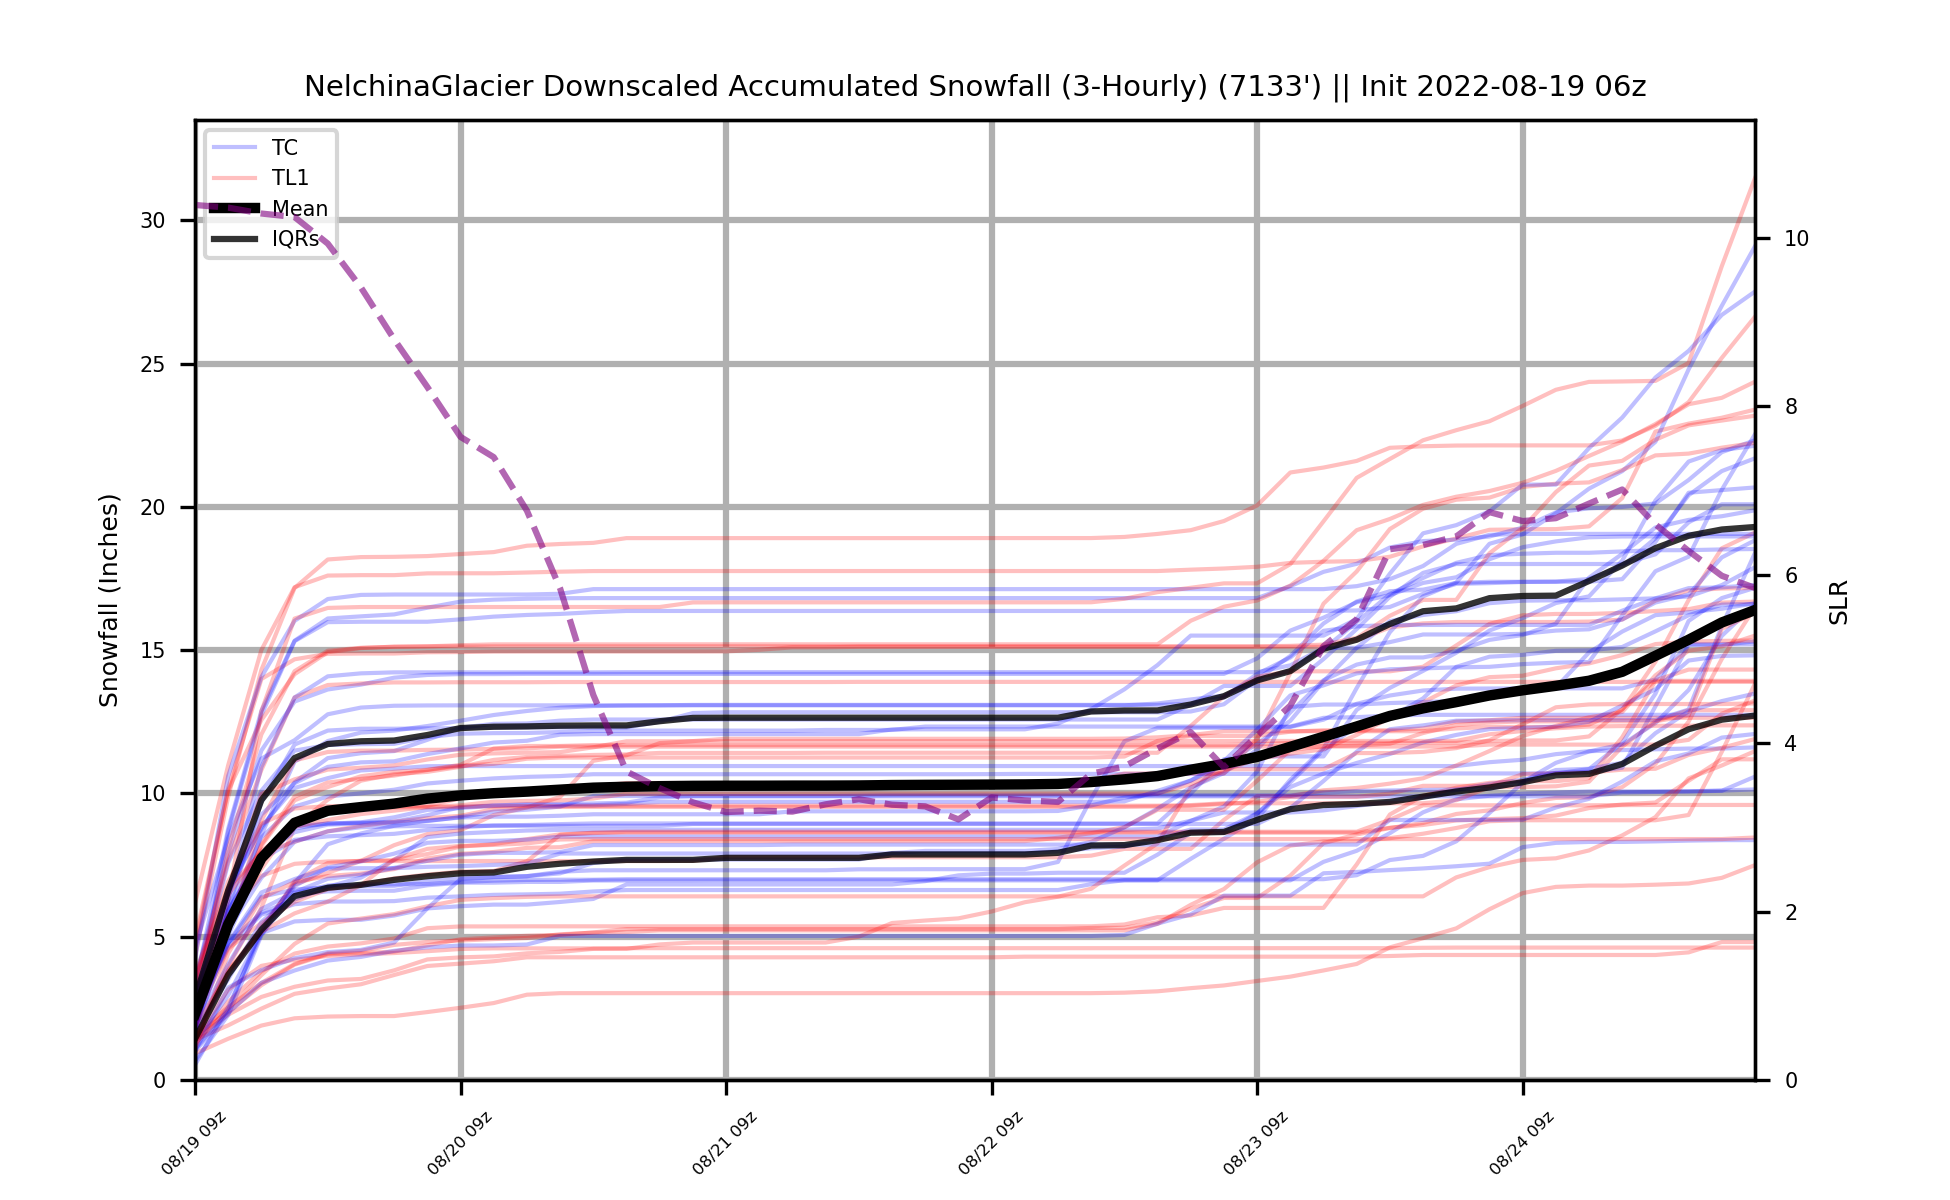 NelchinaGlacier Downscaled Accumulated Snowfall (3-Hourly) (7133') || Init 2022-08-19 06z
TC
TL1
Mean
IQRs
Snowfall (Inches)
30
25
20
15
10
5
0
SLR
10
8
6
4
2
0
08/19 09z
08/20 09z
08/21 09z
08/22 09z
08/23 09z
08/24 09z